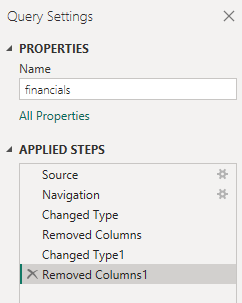 Query Settings
PROPERTIES
Name
financials
All Properties
APPLIED STEPS
Source
Navigation
Changed Type
Removed Columns
Changed Type1
Removed Columns1